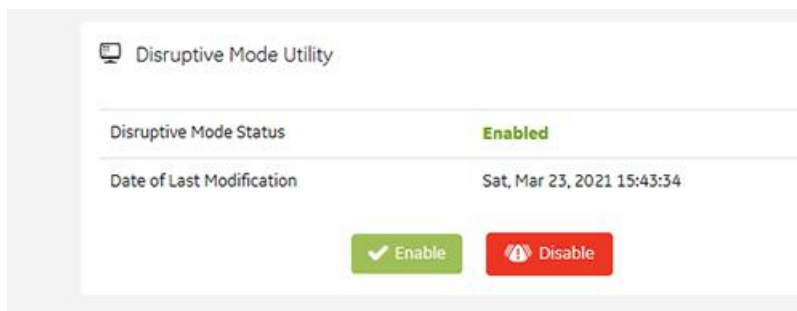 Disruptive Mode Utility
Disruptive Mode Status Enabled
Date of Last Modification Sat, Mar 23, 2021 15:43:34
Enable Disable